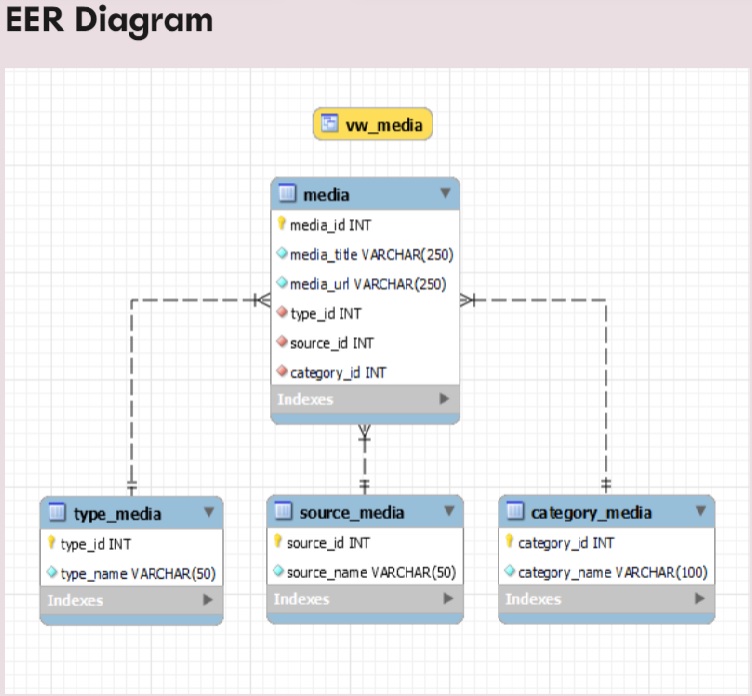 EER Diagram
vw_media
media
media_id INT
media_title VARCHAR(250)
media_url VARCHAR(250)
type_id INT
source_id INT
category_id INT
Indexes
type_media
type_id INT
type_name VARCHAR(50)
Indexes
source_media
source_id INT
source_name VARCHAR(50)
Indexes
category_media
category_id INT
category_name VARCHAR(100)
Indexes